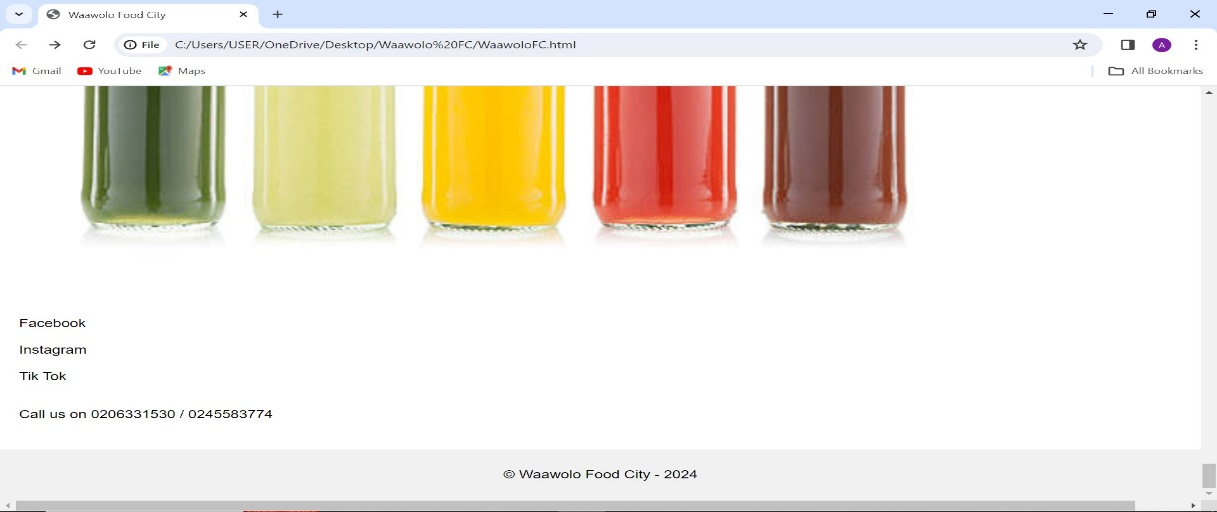 Waawolo Food City
File
C:/Users/USER/OneDrive/Desktop/Waawolo%20FC/WaawoloFC.html
A
Gmail
YouTube
Maps
All Bookmarks
Facebook
Instagram
Tik Tok
Call us on 0206331530 / 0245583774
© Waawolo Food City - 2024